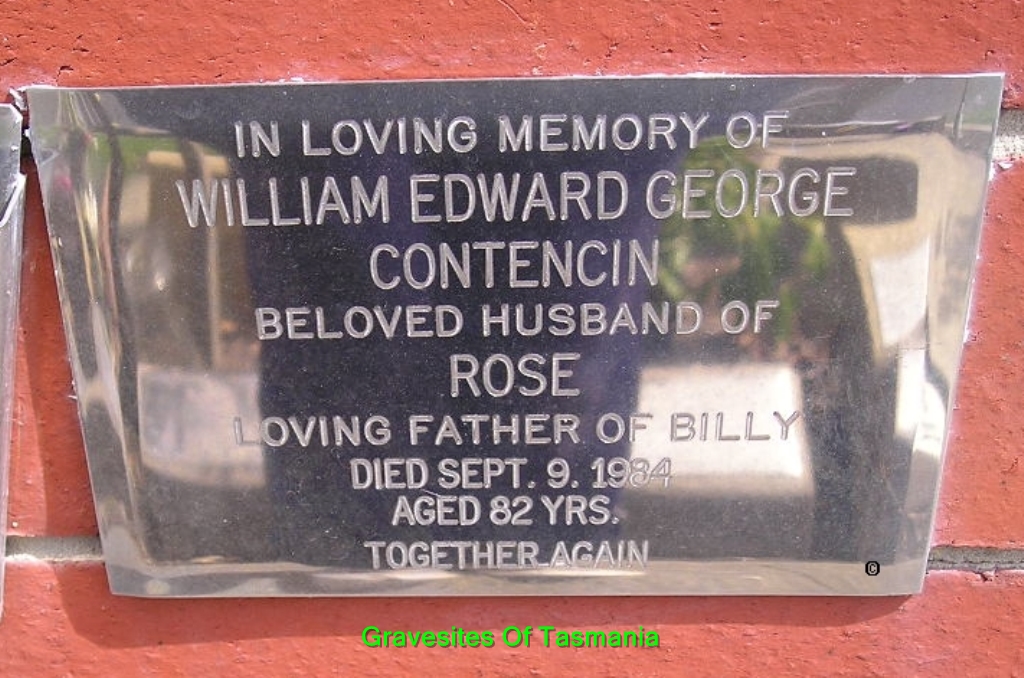 IN LOVING MEMORY OF
WILLIAM EDWARD GEORGE
CONTENCIN
BELOVED HUSBAND OF
ROSE
LOVING FATHER OF BILLY
DIED SEPT. 9. 1984
AGED 82 YRS.
TOGETHER AGAIN
©
Gravesites Of Tasmania